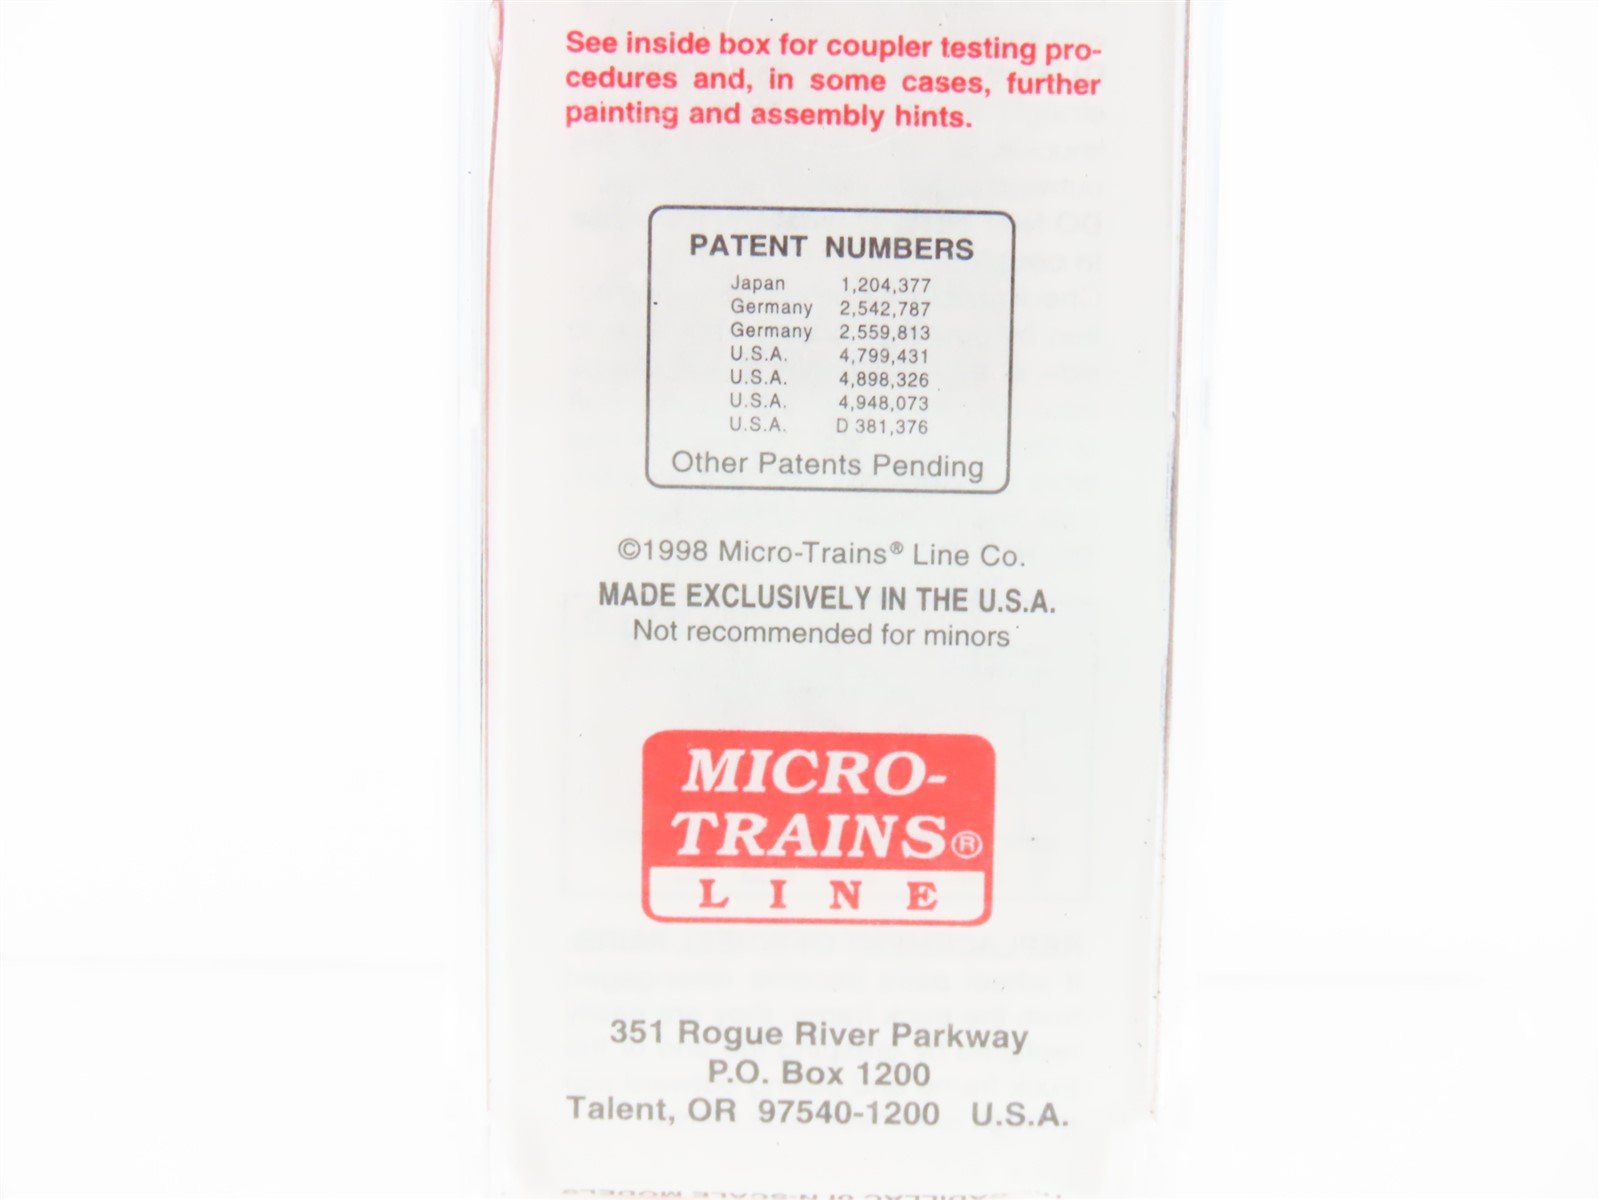 See inside box for coupler testing pro-
cedures and, in some cases, further
painting and assembly hints.
PATENT NUMBERS
Japan 1,204,377
Germany 2,542,787
Germany 2,559,813
U.S.A. 4,799,431
U.S.A. 4,898,326
U.S.A. 4,948,073
U.S.A. D 381,376
Other Patents Pending
©1998 Micro-Trains® Line Co.
MADE EXCLUSIVELY IN THE U.S.A.
Not recommended for minors
MICRO-
TRAINS®
LINE
351 Rogue River Parkway
P.O. Box 1200
Talent, OR 97540-1200 U.S.A.